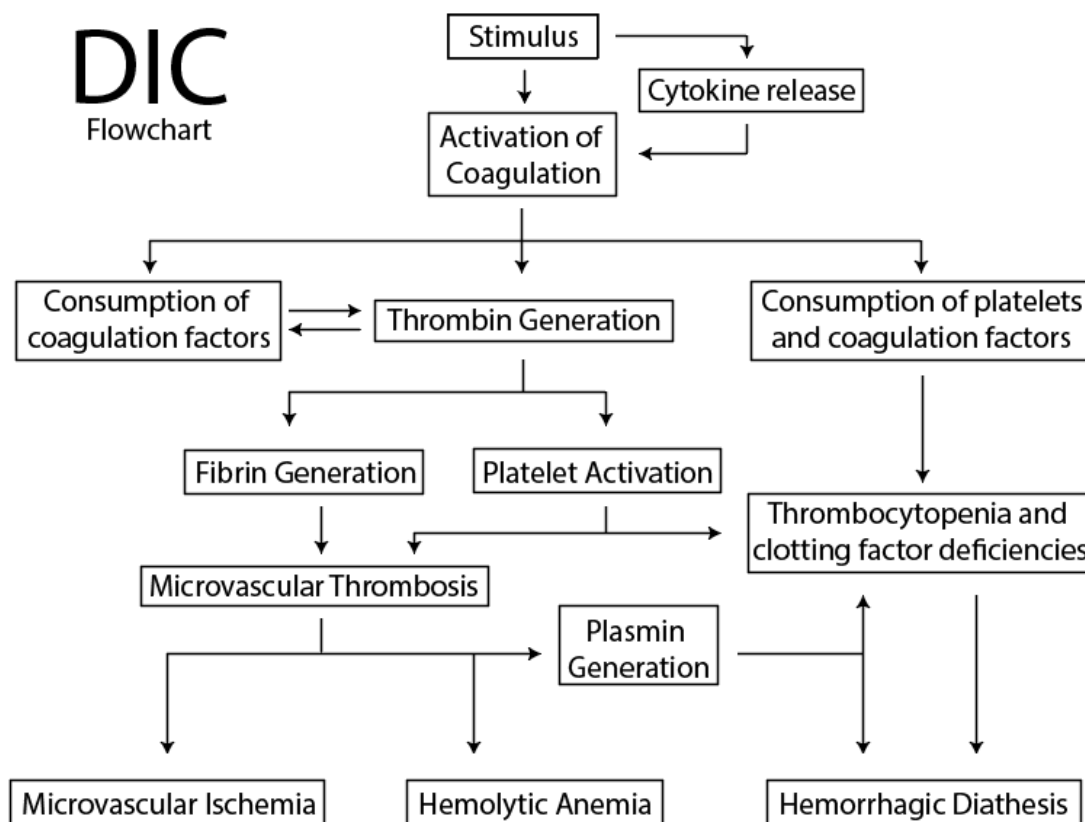 DIC
Flowchart
Stimulus
Cytokine release
Activation of
Coagulation
Consumption of
coagulation factors
Thrombin Generation
Consumption of platelets
and coagulation factors
Fibrin Generation
Platelet Activation
Thrombocytopenia and
clotting factor deficiencies
Microvascular Thrombosis
Plasmin
Generation
Microvascular Ischemia
Hemolytic Anemia
Hemorrhagic Diathesis